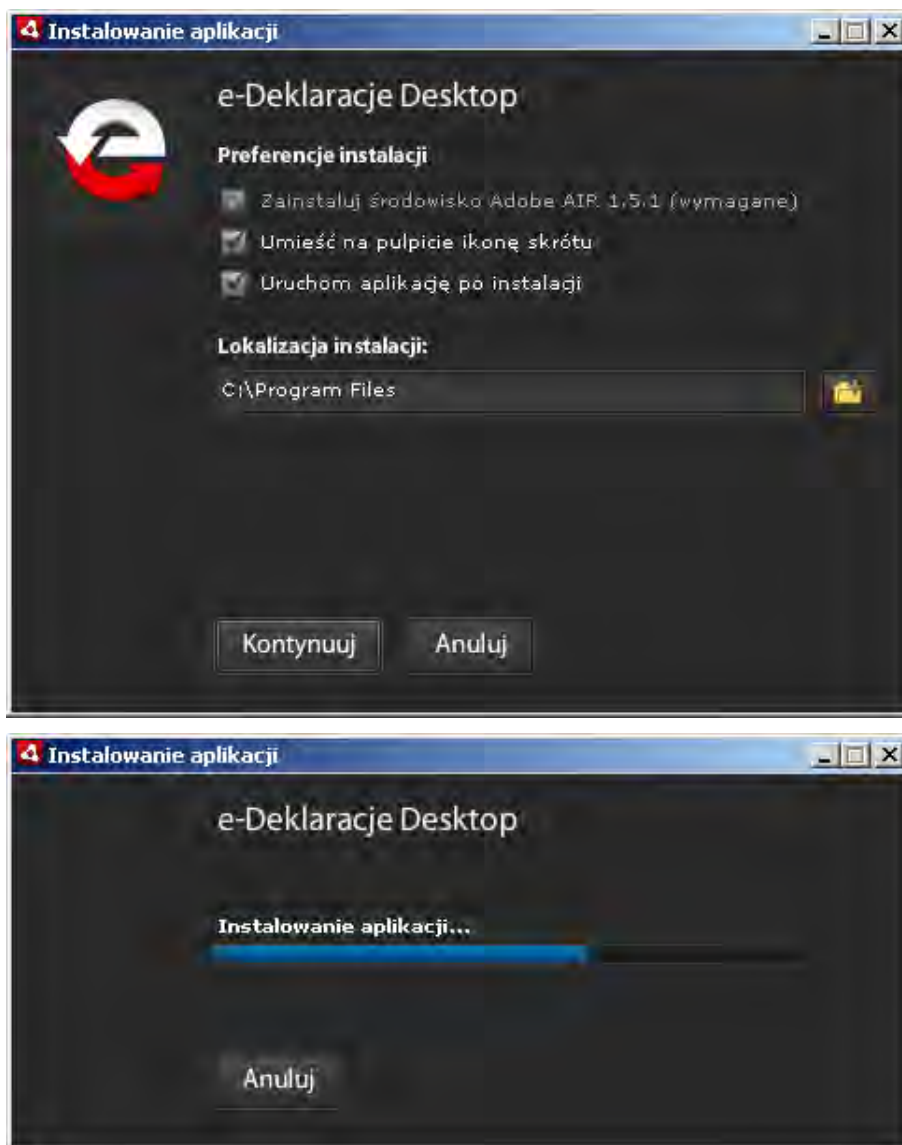 Instalowanie aplikacji
e-Deklaracje Desktop
Preferencje instalacji
Zainstaluj środowisko Adobe AIR 1.5.1 (wymagane)
Umieść na pulpicie ikonę skrótu
Uruchom aplikację po instalacji
Lokalizacja instalacji:
C:\Program Files
Kontynuuj Anuluj
Instalowanie aplikacji
e-Deklaracje Desktop
Instalowanie aplikacji...
Anuluj